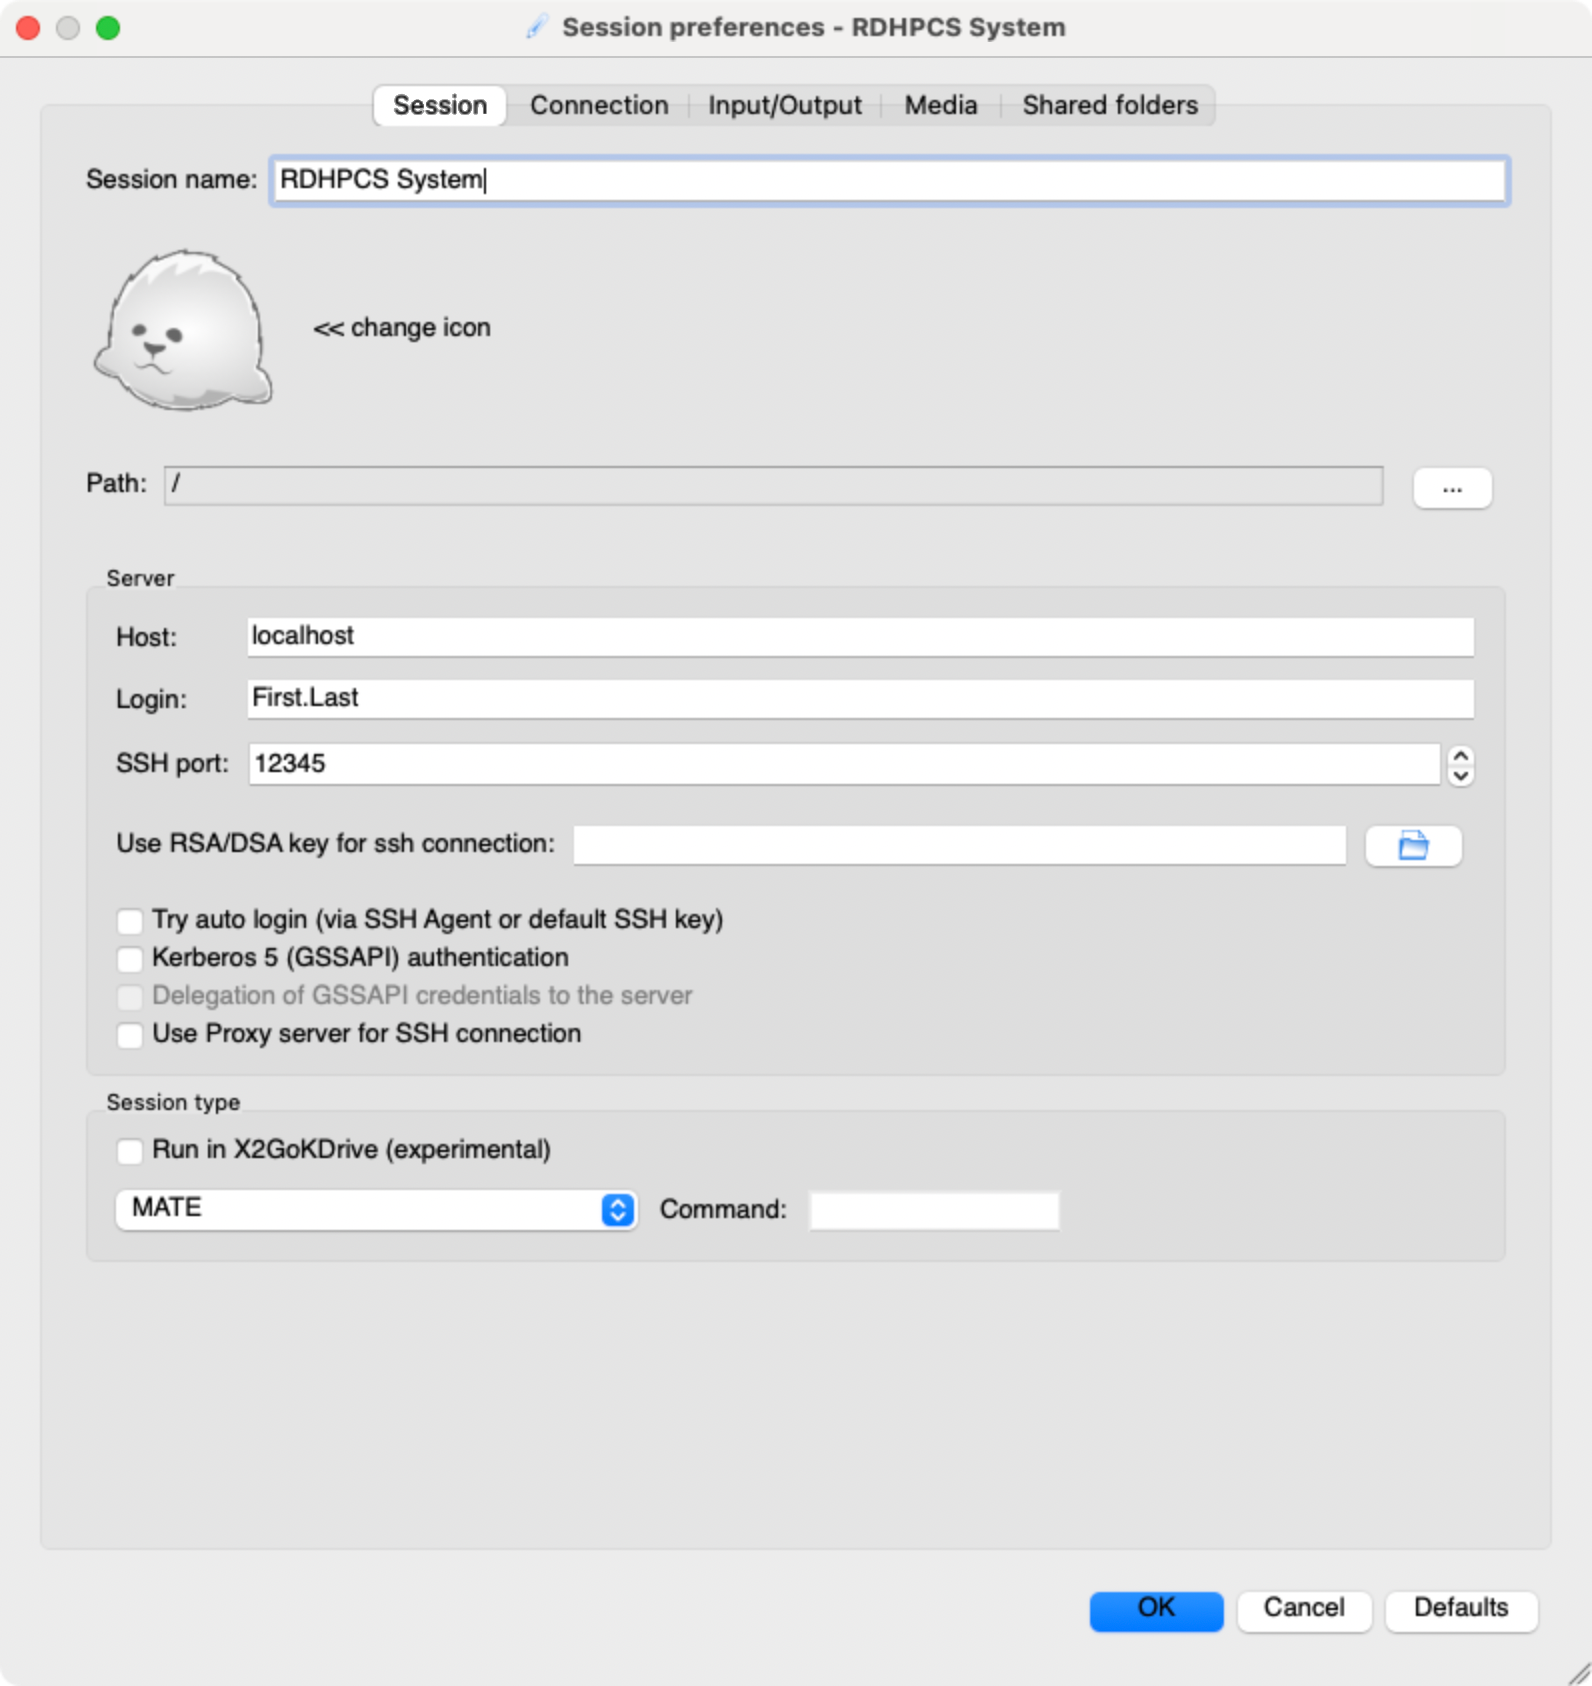 Session preferences - RDHPCS System
Session Connection Input/Output Media Shared folders
Session name: RDHPCS System
<< change icon
Path: / ...
Server
Host: localhost
Login: First.Last
SSH port: 12345
Use RSA/DSA key for ssh connection:
Try auto login (via SSH Agent or default SSH key)
Kerberos 5 (GSSAPI) authentication
Delegation of GSSAPI credentials to the server
Use Proxy server for SSH connection
Session type
Run in X2GoKDrive (experimental)
MATE Command:
OK Cancel Defaults